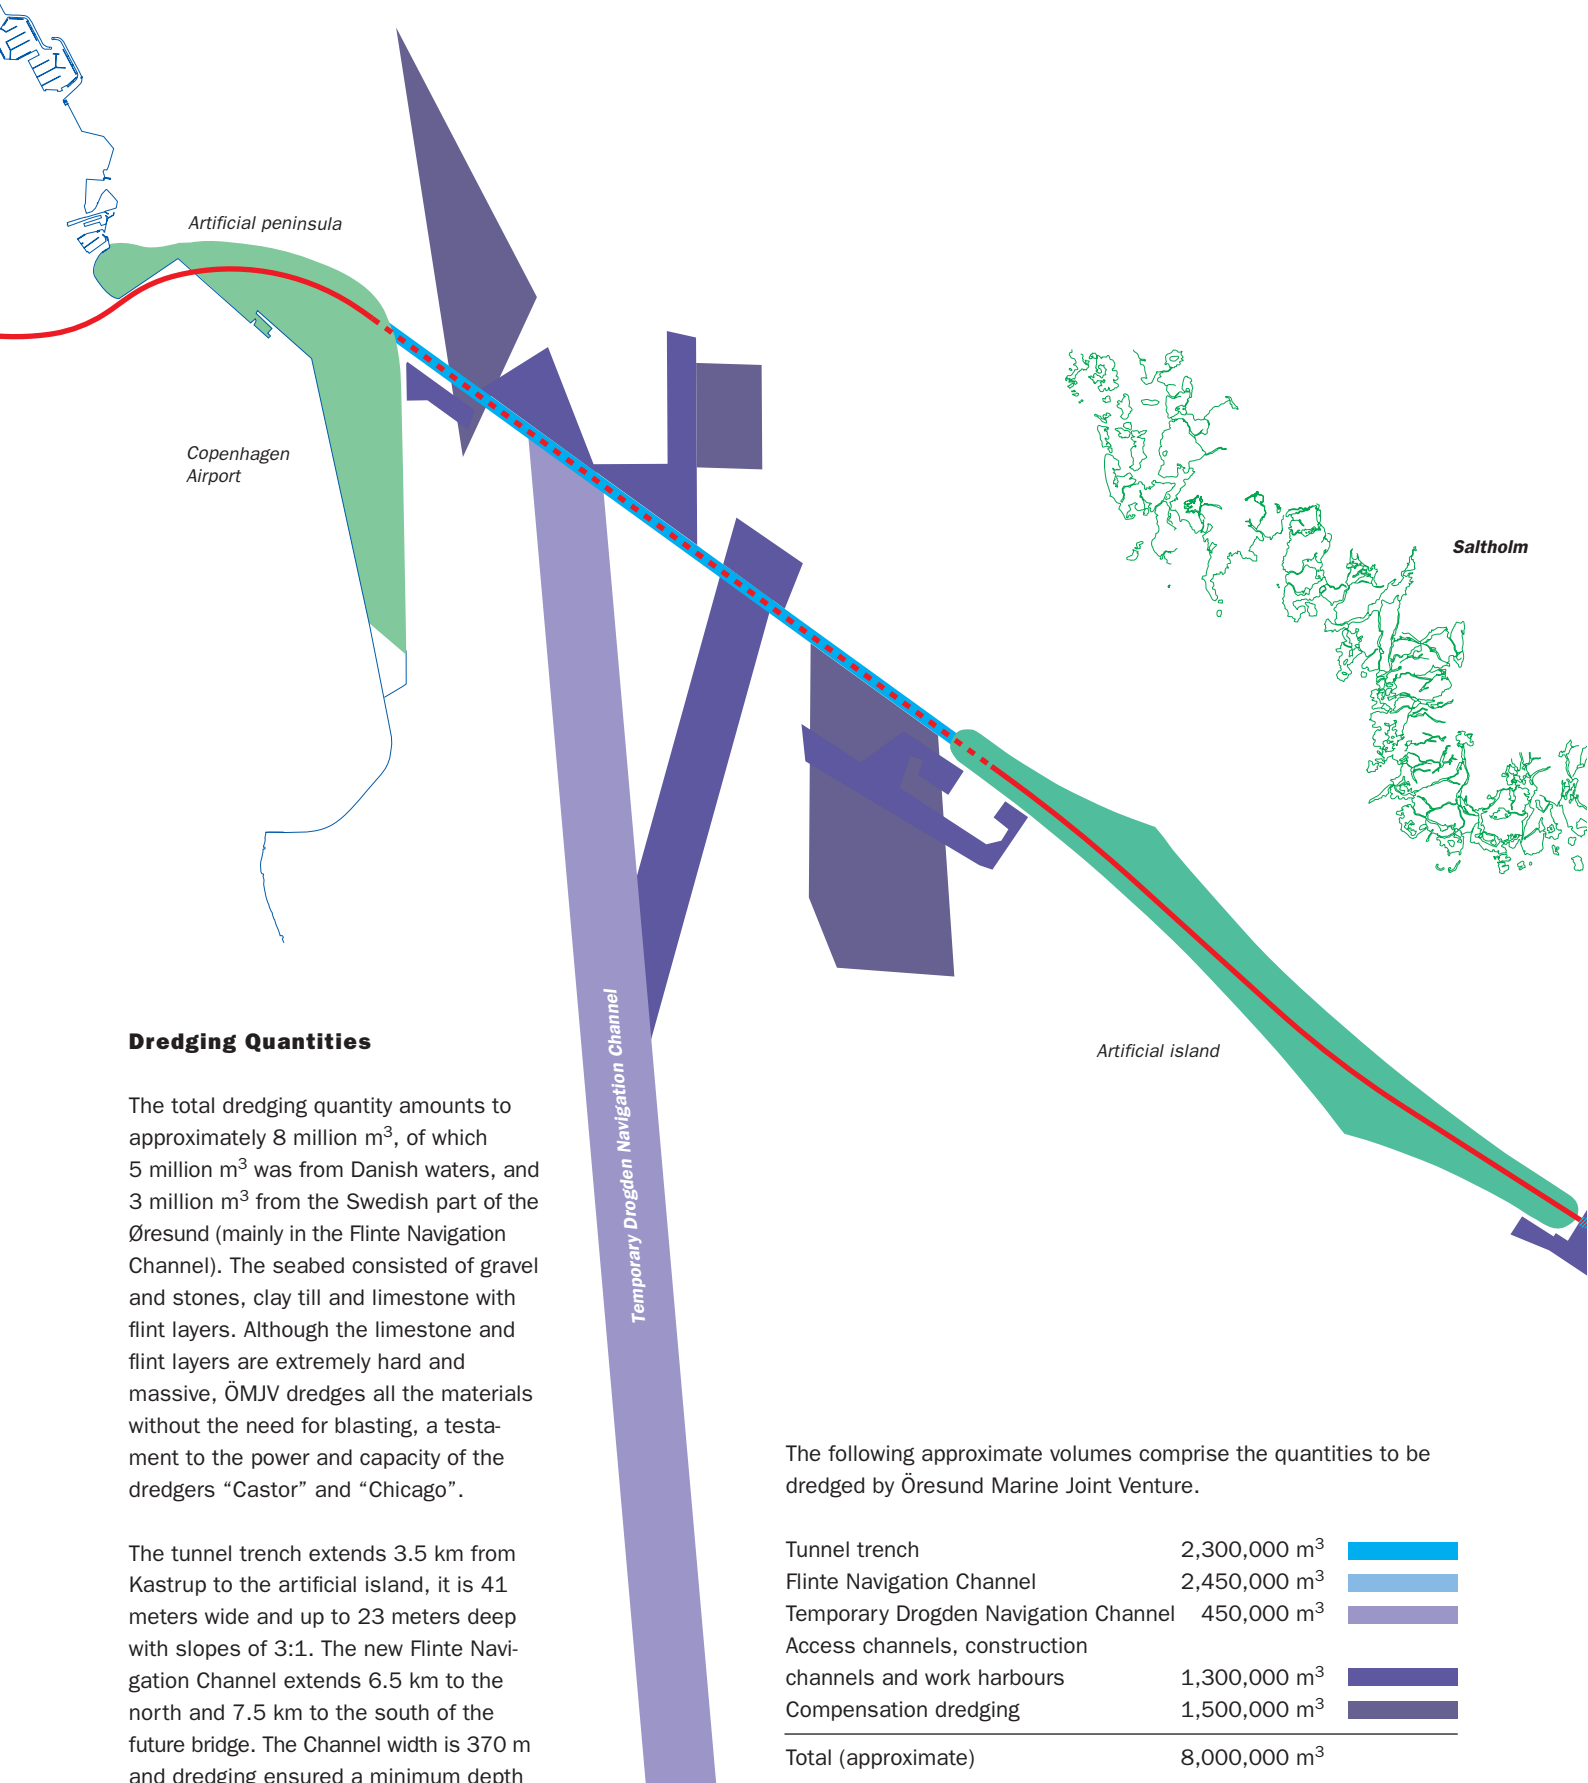 Artificial peninsula
Copenhagen
Airport
Saltholm
Artificial island
Temporary Drogden Navigation Channel
Dredging Quantities
The total dredging quantity amounts to
approximately 8 million m³, of which
5 million m³ was from Danish waters, and
3 million m³ from the Swedish part of the
Øresund (mainly in the Flinte Navigation
Channel). The seabed consisted of gravel
and stones, clay till and limestone with
flint layers. Although the limestone and
flint layers are extremely hard and
massive, ÖMJV dredges all the materials
without the need for blasting, a testa-
ment to the power and capacity of the
dredgers “Castor” and “Chicago”.
The tunnel trench extends 3.5 km from
Kastrup to the artificial island, it is 41
meters wide and up to 23 meters deep
with slopes of 3:1. The new Flinte Navi-
gation Channel extends 6.5 km to the
north and 7.5 km to the south of the
future bridge. The Channel width is 370 m
and dredging ensured a minimum depth
The following approximate volumes comprise the quantities to be
dredged by Öresund Marine Joint Venture.
Tunnel trench 2,300,000 m³
Flinte Navigation Channel 2,450,000 m³
Temporary Drogden Navigation Channel 450,000 m³
Access channels, construction
channels and work harbours 1,300,000 m³
Compensation dredging 1,500,000 m³
Total (approximate) 8,000,000 m³